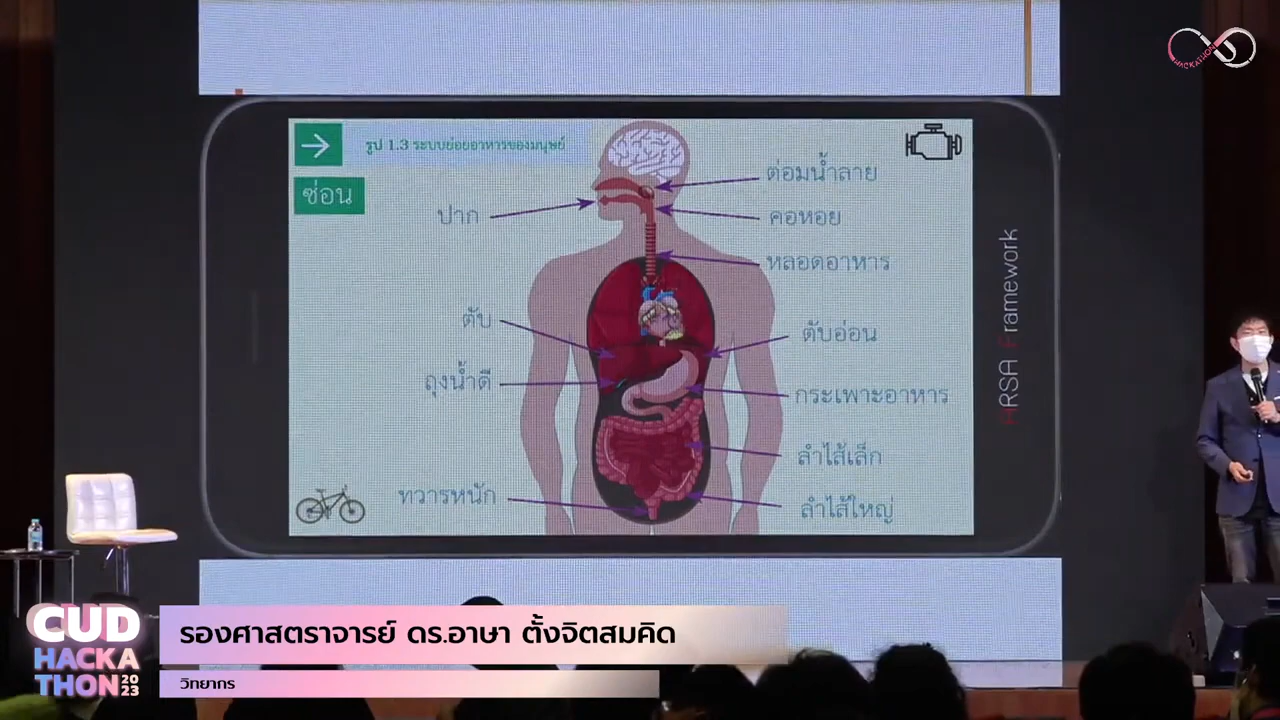 HACKATHON
รูป 1.3 ระบบย่อยอาหารของมนุษย์
ซ่อน
ต่อมน้ำลาย
ปาก
คอหอย
หลอดอาหาร
ตับ
ตับอ่อน
ถุงน้ำดี
กระเพาะอาหาร
ลำไส้เล็ก
ทวารหนัก
ลำไส้ใหญ่
Framework
CUD
HACKA
THON 2023
รองศาสตราจารย์ ดร.อาษา ตั้งจิตสมคิด
วิทยากร